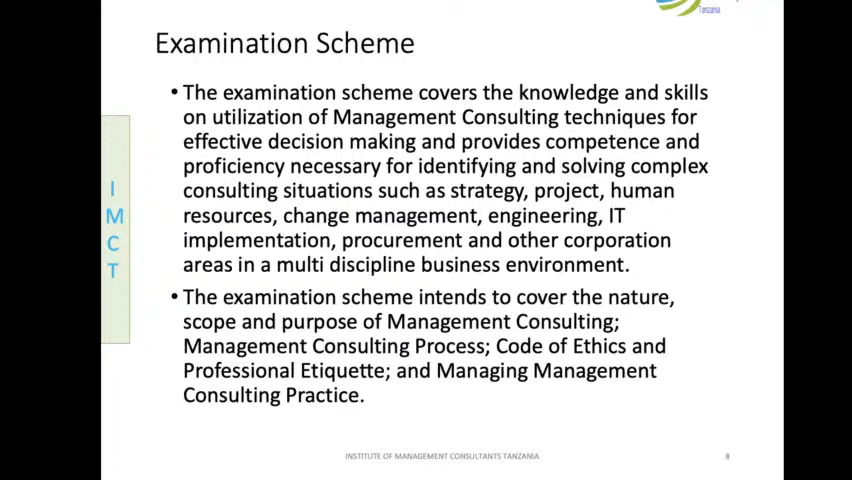 Tanzania
Examination Scheme
• The examination scheme covers the knowledge and skills
on utilization of Management Consulting techniques for
effective decision making and provides competence and
proficiency necessary for identifying and solving complex
consulting situations such as strategy, project, human
resources, change management, engineering, IT
implementation, procurement and other corporation
areas in a multi discipline business environment.
• The examination scheme intends to cover the nature,
scope and purpose of Management Consulting;
Management Consulting Process; Code of Ethics and
Professional Etiquette; and Managing Management
Consulting Practice.
I
M
C
T
INSTITUTE OF MANAGEMENT CONSULTANTS TANZANIA
8